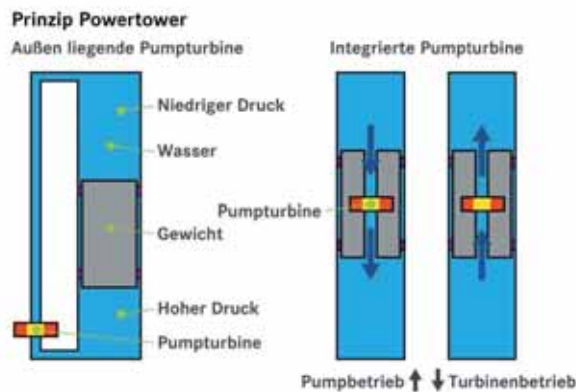 Prinzip Powertower
Außen liegende Pumpturbine
Integrierte Pumpturbine
Niedriger Druck
Wasser
Pumpturbine
Gewicht
Hoher Druck
Pumpturbine
Pumpbetrieb ↑ ↓ Turbinenbetrieb